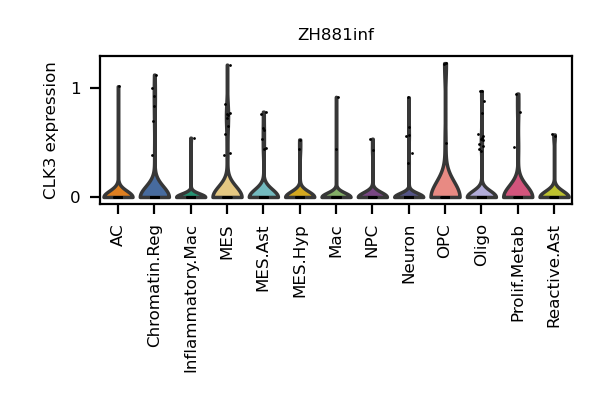 ZH881inf
CLK3 expression
1
0
AC
Chromatin.Reg
Inflammatory.Mac
MES
MES.Ast
MES.Hyp
Mac
NPC
Neuron
OPC
Oligo
Prolif.Metab
Reactive.Ast